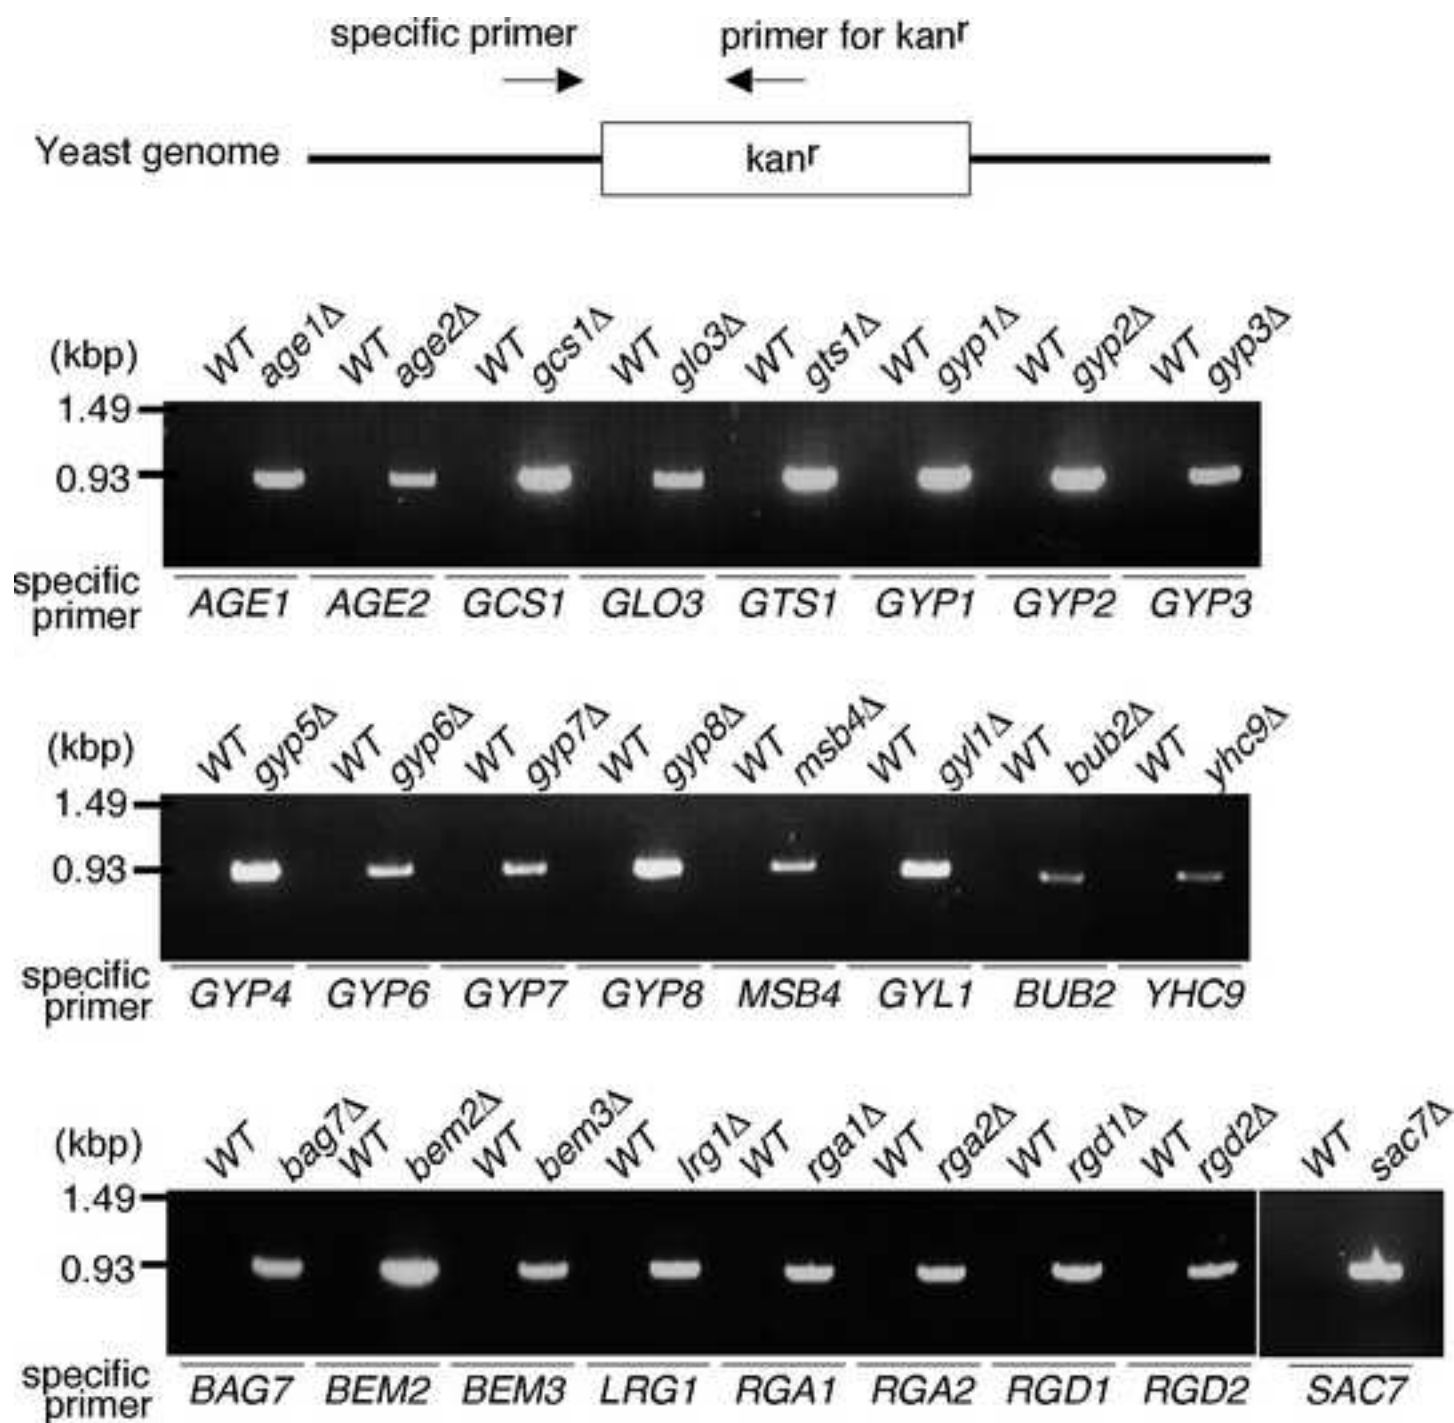 specific primer primer for kanr
Yeast genome kanr
(kbp) WT age1Δ WT age2Δ WT gcs1Δ WT glo3Δ WT gts1Δ WT gyp1Δ WT gyp2Δ WT gyp3Δ
1.49
0.93
specific
primer AGE1 AGE2 GCS1 GLO3 GTS1 GYP1 GYP2 GYP3
(kbp) WT gyp5Δ WT gyp6Δ WT gyp7Δ WT gyp8Δ WT msb4Δ WT gyl1Δ WT bub2Δ WT yhc9Δ
1.49
0.93
specific
primer GYP4 GYP6 GYP7 GYP8 MSB4 GYL1 BUB2 YHC9
(kbp) WT bag7Δ WT bem2Δ WT bem3Δ WT lrg1Δ WT rga1Δ WT rga2Δ WT rgd1Δ WT rgd2Δ WT sac7Δ
1.49
0.93
specific
primer BAG7 BEM2 BEM3 LRG1 RGA1 RGA2 RGD1 RGD2 SAC7